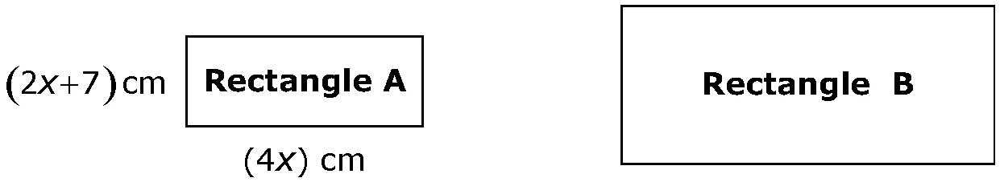 (2x+7) cm
Rectangle A
(4x) cm
Rectangle B